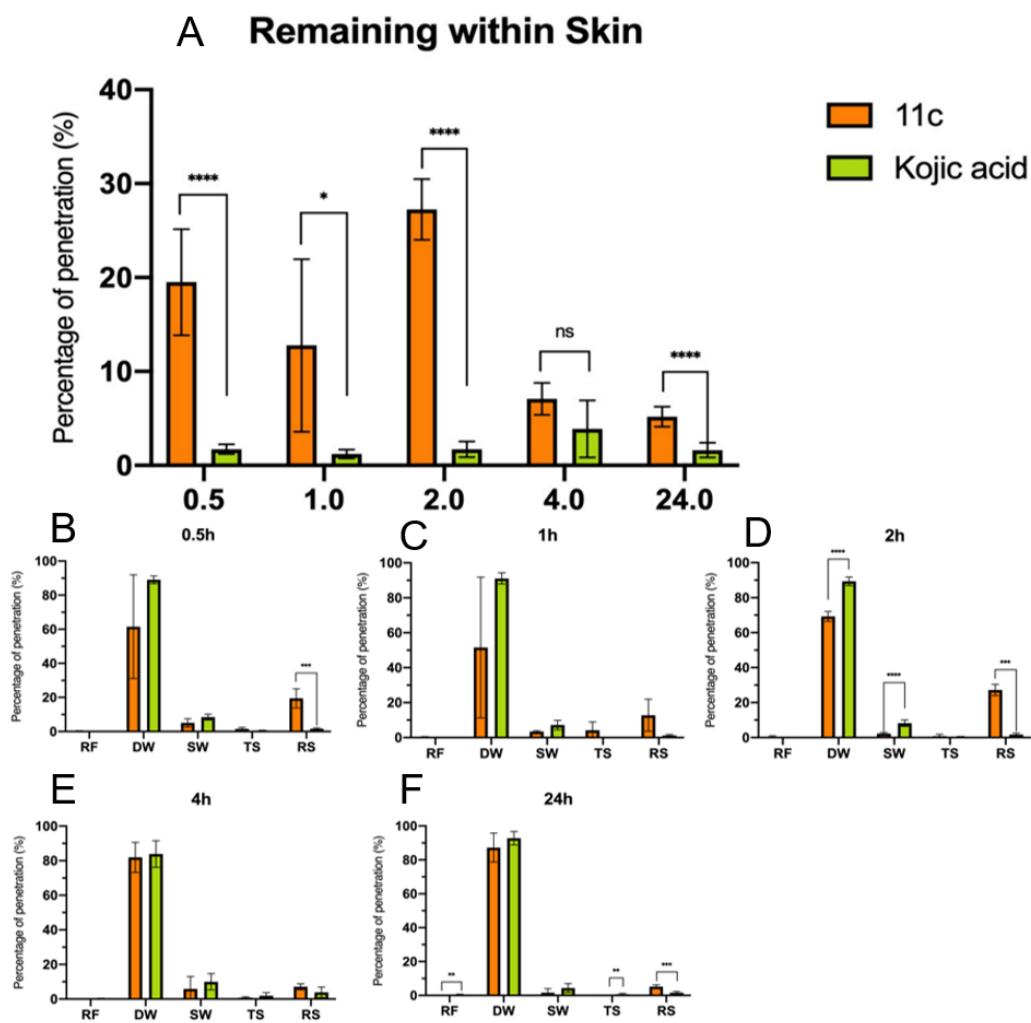 A Remaining within Skin
Percentage of penetration (%)
40
30
20
10
0
****
*
****
ns
****
11c
Kojic acid
0.5 1.0 2.0 4.0 24.0
B 0.5h
Percentage of penetration (%)
100
80
60
40
20
0
***
RF DW SW TS RS
C 1h
Percentage of penetration (%)
100
80
60
40
20
0
RF DW SW TS RS
D 2h
Percentage of penetration (%)
100
80
60
40
20
0
****
****
***
RF DW SW TS RS
E 4h
Percentage of penetration (%)
100
80
60
40
20
0
RF DW SW TS RS
F 24h
Percentage of penetration (%)
100
80
60
40
20
0
**
**
***
RF DW SW TS RS